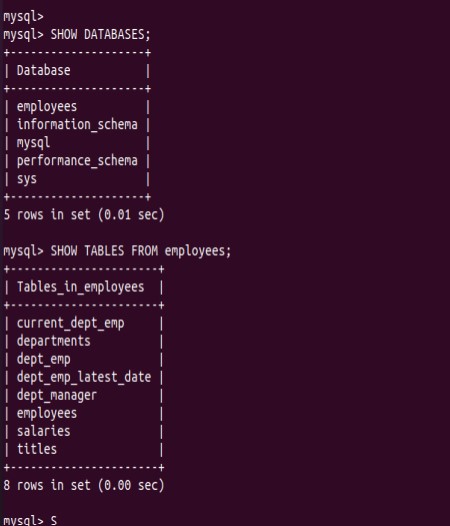 mysql>
mysql> SHOW DATABASES;
+--------------------+
| Database           |
+--------------------+
| employees          |
| information_schema |
| mysql              |
| performance_schema |
| sys                |
+--------------------+
5 rows in set (0.01 sec)
mysql> SHOW TABLES FROM employees;
+----------------------+
| Tables_in_employees  |
+----------------------+
| current_dept_emp     |
| departments          |
| dept_emp             |
| dept_emp_latest_date |
| dept_manager         |
| employees            |
| salaries             |
| titles               |
+----------------------+
8 rows in set (0.00 sec)
mysql> S